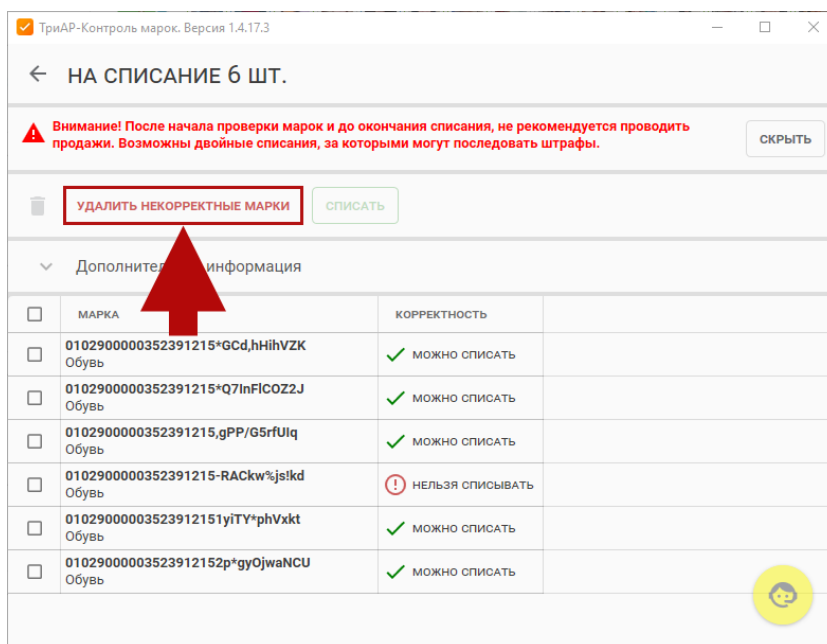 ТриАР-Контроль марок. Версия 1.4.17.3
НА СПИСАНИЕ 6 ШТ.
Внимание! После начала проверки марок и до окончания списания, не рекомендуется проводить
продажи. Возможны двойные списания, за которыми могут последовать штрафы.
СКРЫТЬ
УДАЛИТЬ НЕКОРРЕКТНЫЕ МАРКИ
СПИСАТЬ
информация
МАРКА
КОРРЕКТНОСТЬ
0102900000352391215*GCd,hHihVZK
Обувь
МОЖНО СПИСАТЬ
0102900000352391215*Q7InFlCOZ2J
Обувь
МОЖНО СПИСАТЬ
0102900000352391215,gPP/G5rfUIq
Обувь
МОЖНО СПИСАТЬ
0102900000352391215-RACkw%js!kd
Обувь
НЕЛЬЗЯ СПИСЫВАТЬ
01029000003523912151yiTY*phVxkt
Обувь
МОЖНО СПИСАТЬ
01029000003523912152p*gyOjwaNCU
Обувь
МОЖНО СПИСАТЬ